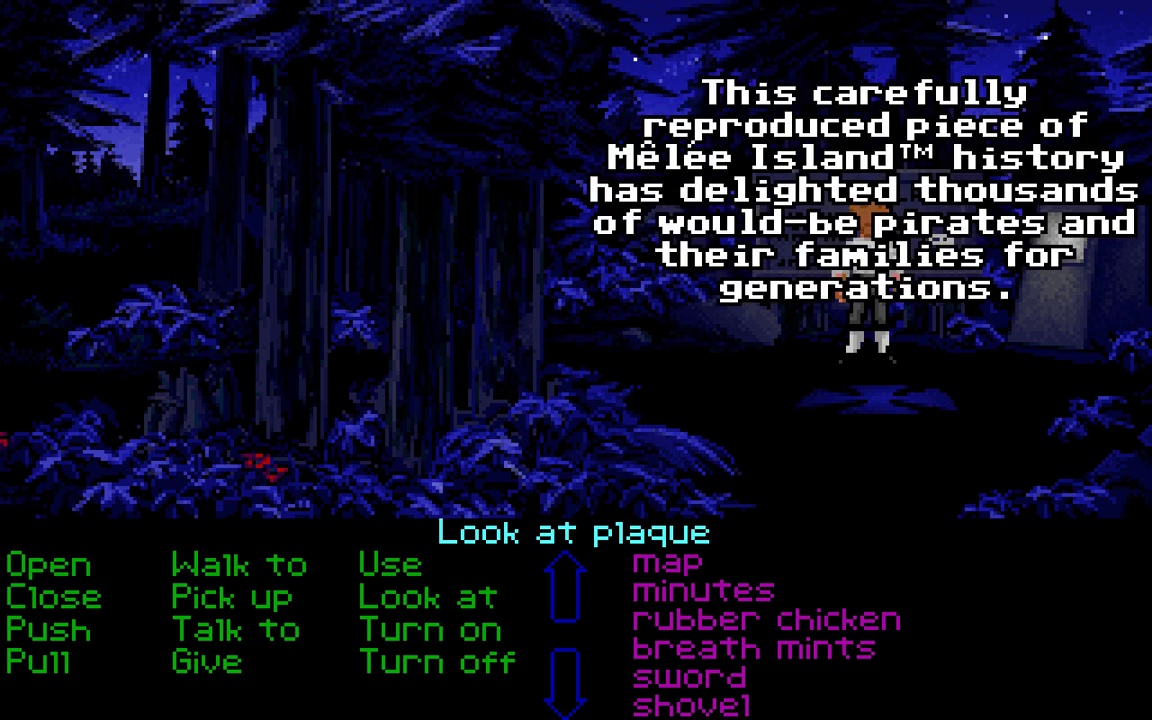 This carefully
reproduced piece of
Mêlée Island™ history
has delighted thousands
of would-be pirates and
their families for
generations.
Look at plaque
Open Walk to Use
Close Pick up Look at
Push Talk to Turn on
Pull Give Turn off
map
minutes
rubber chicken
breath mints
sword
shovel